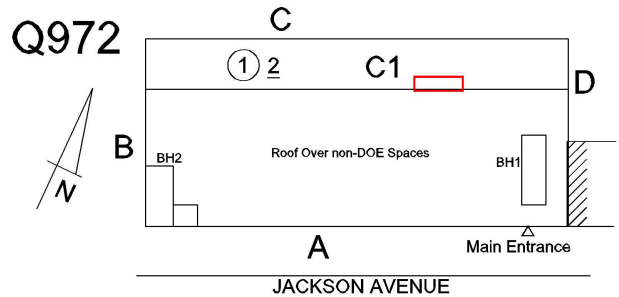 Q972
C
1 2
C1
D
B
BH2
Roof Over non-DOE Spaces
BH1
N
A
Main Entrance
JACKSON AVENUE